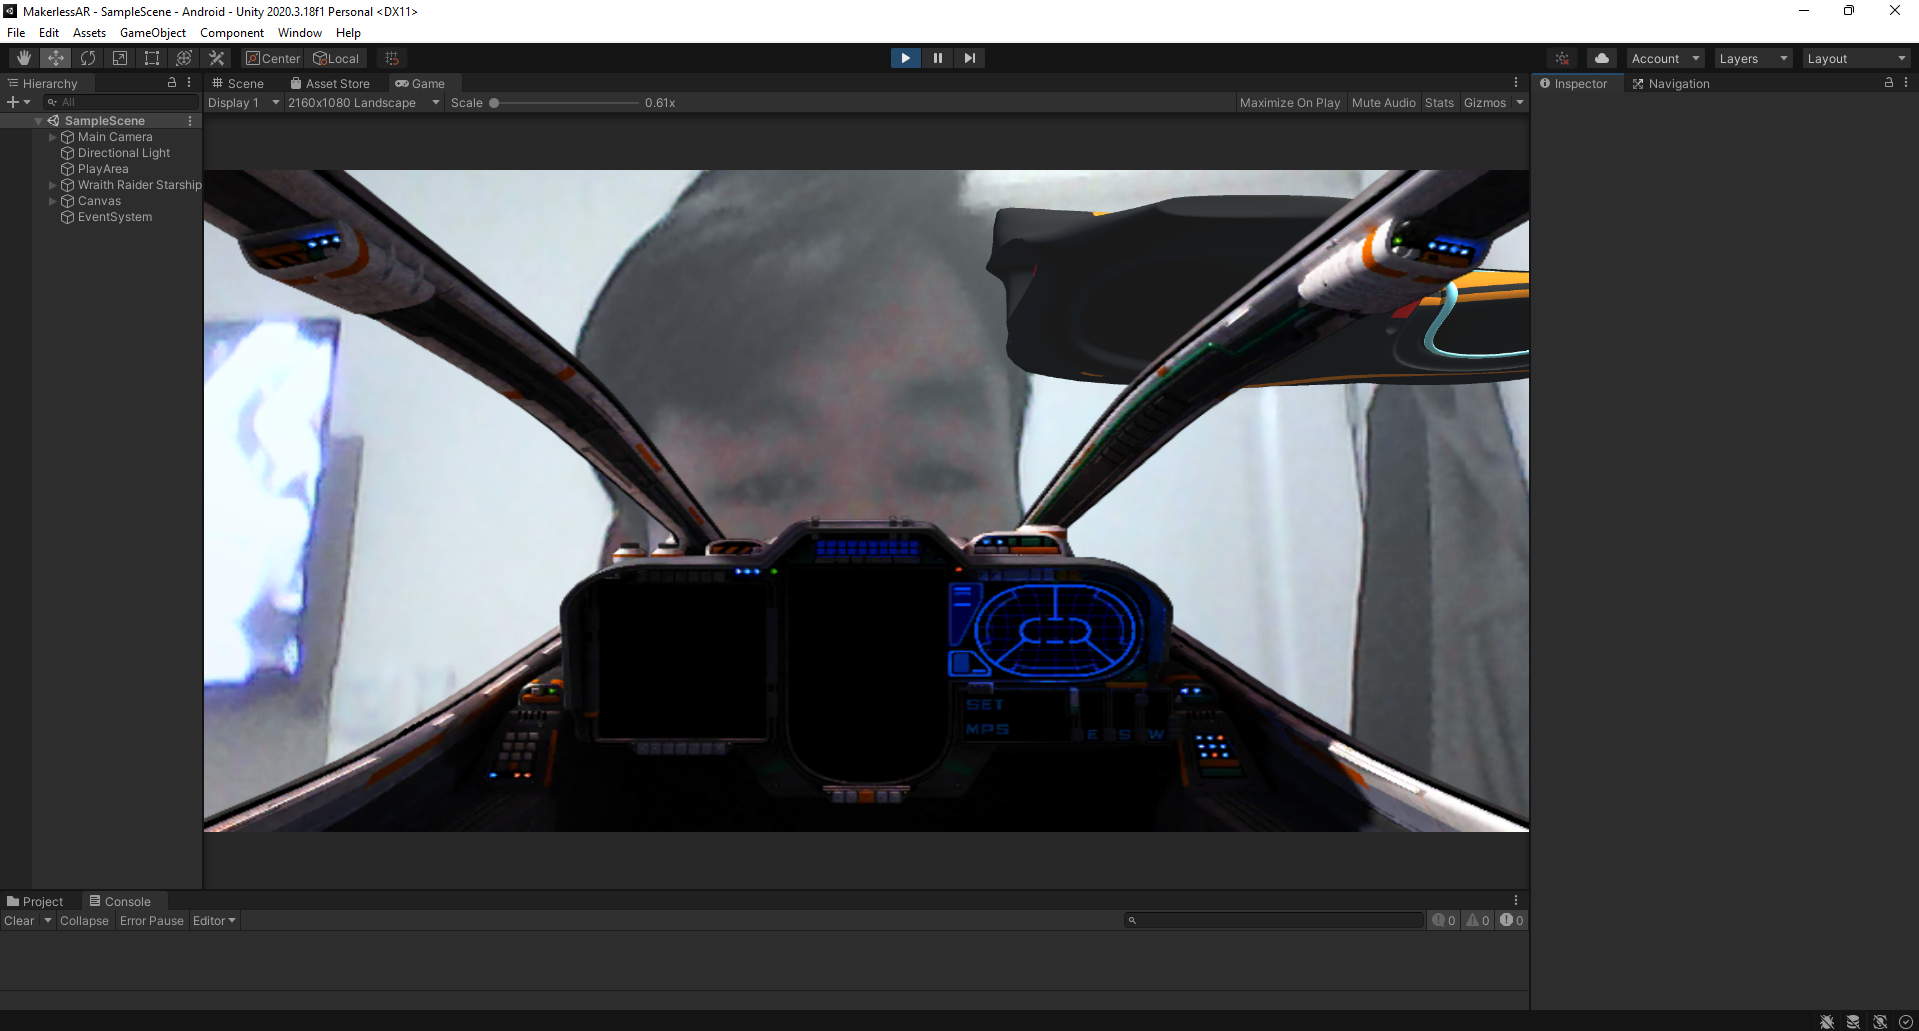 MakerlessAR - SampleScene - Android - Unity 2020.3.18f1 Personal <DX11>
File Edit Assets GameObject Component Window Help
Center Local Account Layers Layout
Hierarchy Scene Asset Store Game Inspector Navigation
All Display 1 2160x1080 Landscape Scale 0.61x Maximize On Play Mute Audio Stats Gizmos
SampleScene
Main Camera
Directional Light
PlayArea
Wraith Raider Starship
Canvas
EventSystem
SET
MPS
E S W
Project Console
Clear Collapse Error Pause Editor 0 0 0